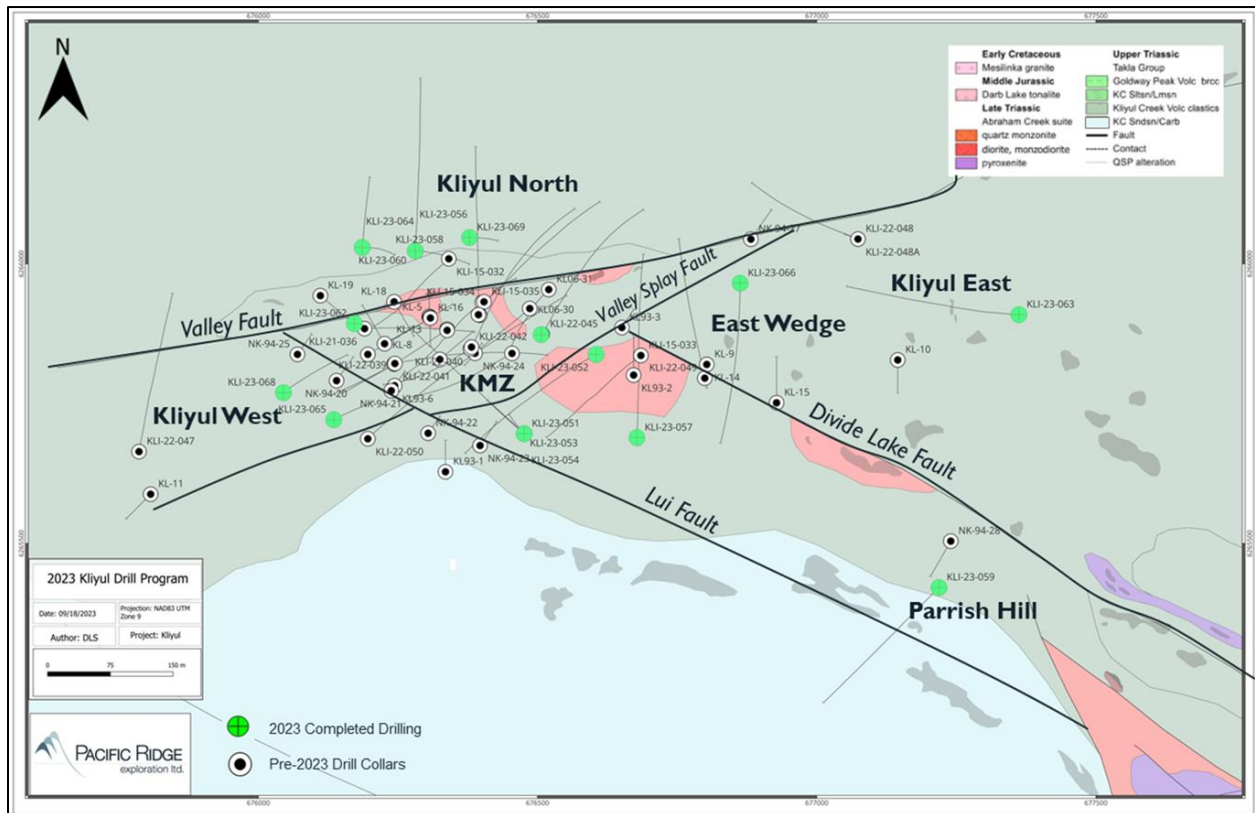 676000
676500
677000
677500
N
Early Cretaceous
Mesilinka granite
Middle Jurassic
Darb Lake tonalite
Late Triassic
Abraham Creek suite
quartz monzonite
diorite, monzodiorite
pyroxenite
Upper Triassic
Takla Group
Goldway Peak Volc brcc
KC Sltsn/Lmsn
Kliyul Creek Volc clastics
KC Sndsn/Carb
Fault
Contact
QSP alteration
Kliyul North
KLI-23-056
KLI-23-064
KLI-23-069
KLI-23-058
KLI-23-060
KLI-15-032
KLI-22-048
KLI-22-048A
6266000
6266000
Kliyul East
KLI-23-066
KLI-23-063
KL-19
KL-18
KLI-15-034
KLI-15-035
KL06-31
KL06-30
KL-5
KL-16
Valley Fault
Valley Splay Fault
East Wedge
KL-13
KL-8
KLI-22-045
KL93-3
KLI-21-036
KLI-22-042
NK-94-25
KLI-22-039
NK-94-24
KLI-23-052
KLI-15-033
KLI-22-049
KL-9
KL-10
KLI-22-041
KMZ
KL93-2
KL-14
KLI-23-068
NK-94-20
NK-94-21
KL93-6
KL-15
KLI-23-065
Kliyul West
KLI-22-047
KLI-22-050
NK-94-22
KLI-23-051
KLI-23-053
KLI-23-054
KLI-23-057
NK-94-23
KL93-1
Divide Lake Fault
KL-11
Lui Fault
NK-94-28
6265500
6265500
KLI-23-059
Parrish Hill
2023 Kliyul Drill Program
Date: 09/18/2023
Projection: NAD83 UTM
Zone 9
Author: DLS
Project: Kliyul
0 75 150 m
PACIFIC RIDGE
exploration ltd.
2023 Completed Drilling
Pre-2023 Drill Collars
676000
676500
677000
677500